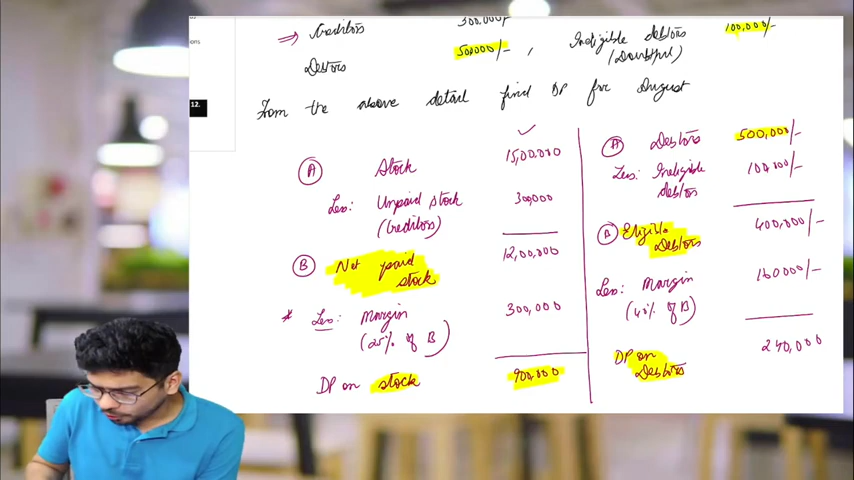 12.
⇒ Creditors 300,000/-
Debtors 500000/- , Ineligible debtors 100,000/-
(Doubtful)
From the above detail find DP for August
A Stock 15,00,000
Less: Unpaid stock 300,000
(Creditors)
B Net paid 12,00,000
stock
* Less: Margin 300,000
(25% of B)
DP on stock 900,000
A Debtors 500,000/-
Less: Ineligible 100,000/-
debtors
B Eligible 400,000/-
Debtors
Less: Margin 160000/-
(40% of B)
DP on 240,000
Debtors